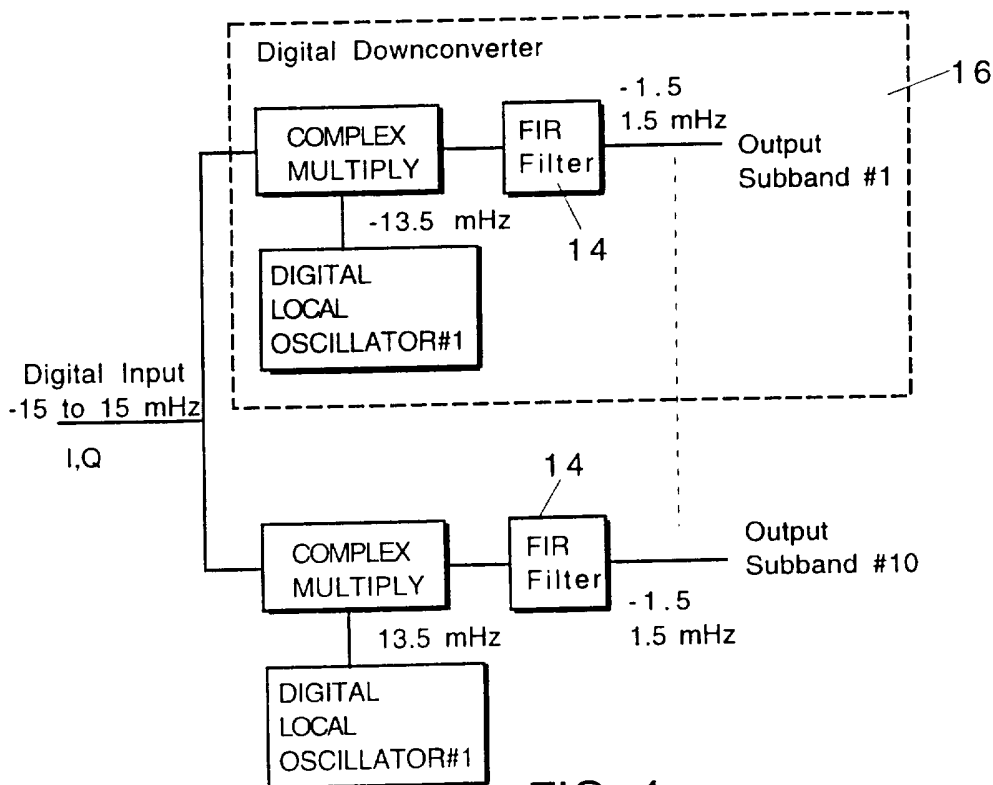 Digital Downconverter
16
-1.5
1.5 mHz
COMPLEX
MULTIPLY
FIR
Filter
Output
Subband #1
-13.5 mHz
14
DIGITAL
LOCAL
OSCILLATOR#1
Digital Input
-15 to 15 mHz
I,Q
14
COMPLEX
MULTIPLY
FIR
Filter
Output
Subband #10
-1.5
1.5 mHz
13.5 mHz
DIGITAL
LOCAL
OSCILLATOR#1